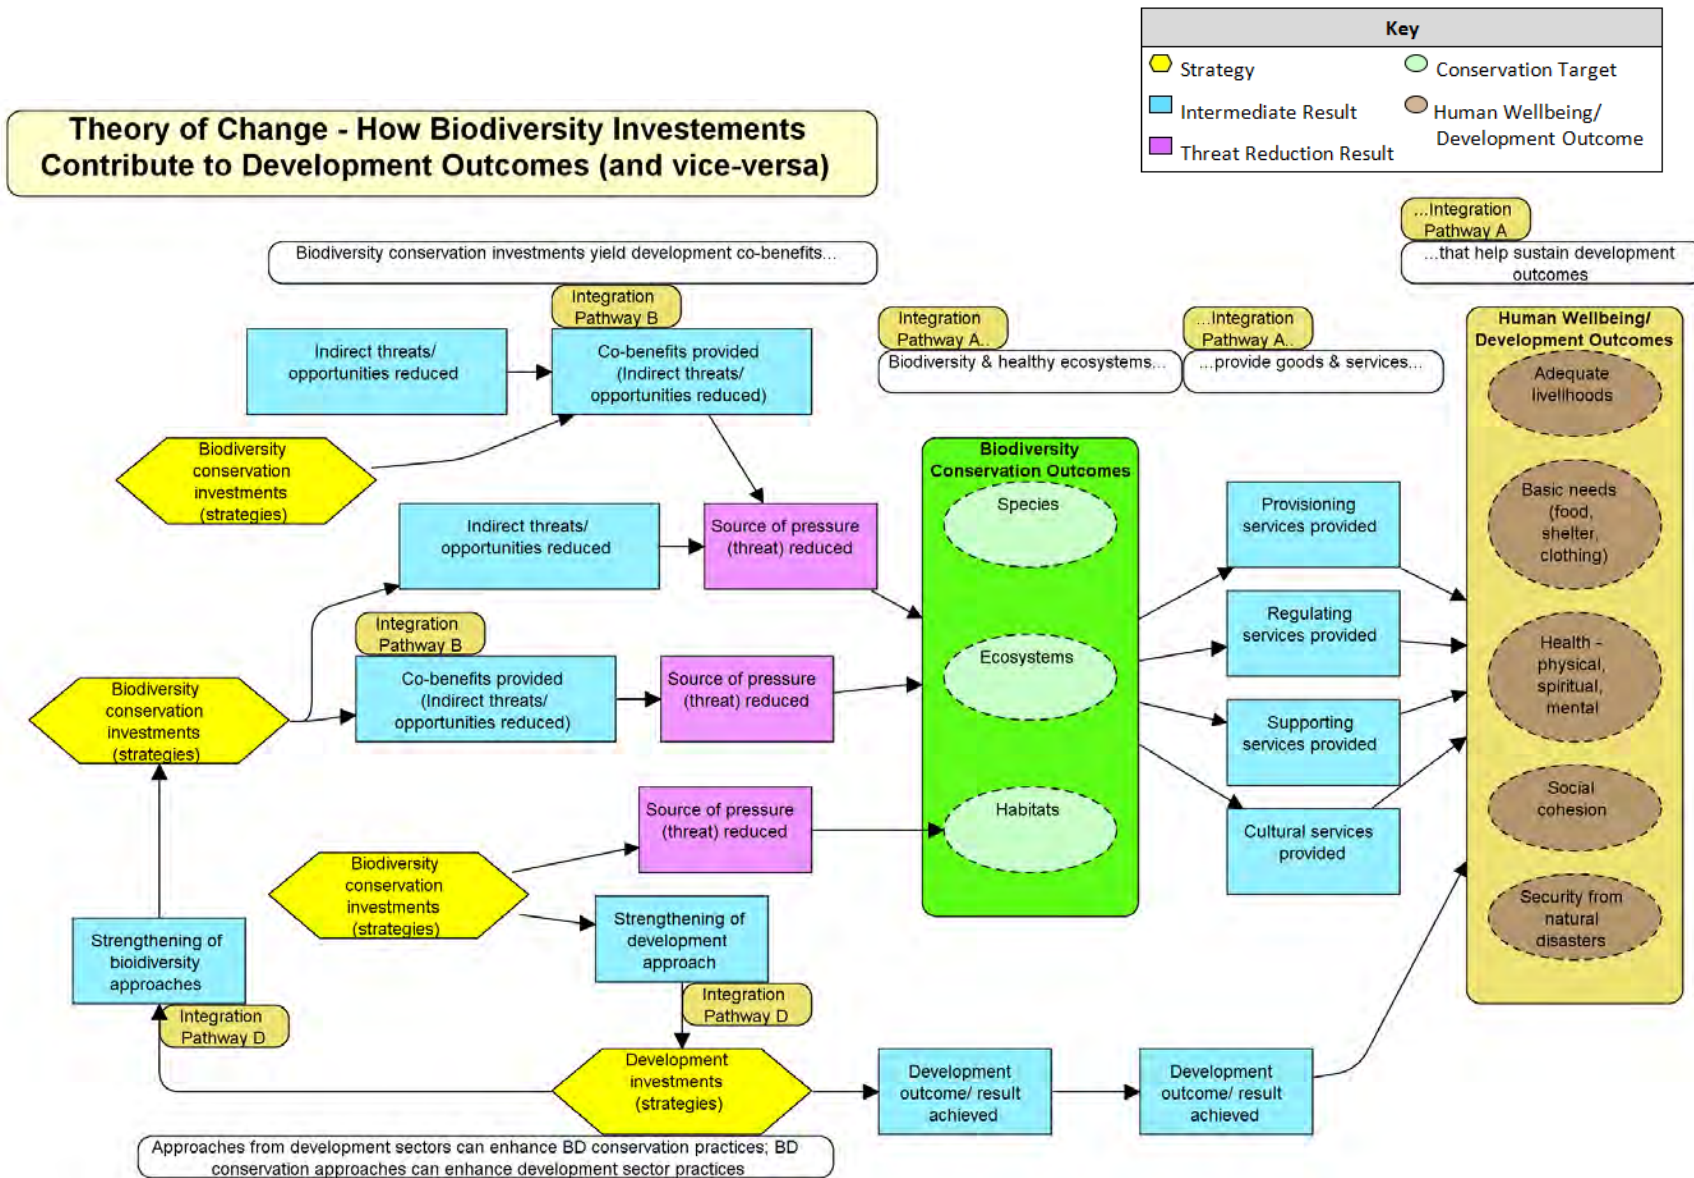 Key
Strategy
Conservation Target
Intermediate Result
Human Wellbeing/
Development Outcome
Threat Reduction Result
Theory of Change - How Biodiversity Investements
Contribute to Development Outcomes (and vice-versa)
...Integration
Pathway A
...that help sustain development
outcomes
Biodiversity conservation investments yield development co-benefits...
Integration
Pathway B
Integration
Pathway A..
Biodiversity & healthy ecosystems...
...Integration
Pathway A..
...provide goods & services...
Indirect threats/
opportunities reduced
Co-benefits provided
(Indirect threats/
opportunities reduced)
Human Wellbeing/
Development Outcomes
Adequate
livelihoods
Basic needs
(food,
shelter,
clothing)
Health -
physical,
spiritual,
mental
Social
cohesion
Security from
natural
disasters
Biodiversity
conservation
investments
(strategies)
Indirect threats/
opportunities reduced
Source of pressure
(threat) reduced
Biodiversity
Conservation Outcomes
Species
Ecosystems
Habitats
Provisioning
services provided
Regulating
services provided
Supporting
services provided
Cultural services
provided
Integration
Pathway B
Co-benefits provided
(Indirect threats/
opportunities reduced)
Source of pressure
(threat) reduced
Biodiversity
conservation
investments
(strategies)
Source of pressure
(threat) reduced
Biodiversity
conservation
investments
(strategies)
Strengthening of
development
approach
Integration
Pathway D
Strengthening of
bioidiversity
approaches
Integration
Pathway D
Development
investments
(strategies)
Development
outcome/ result
achieved
Development
outcome/ result
achieved
Approaches from development sectors can enhance BD conservation practices; BD
conservation approaches can enhance development sector practices